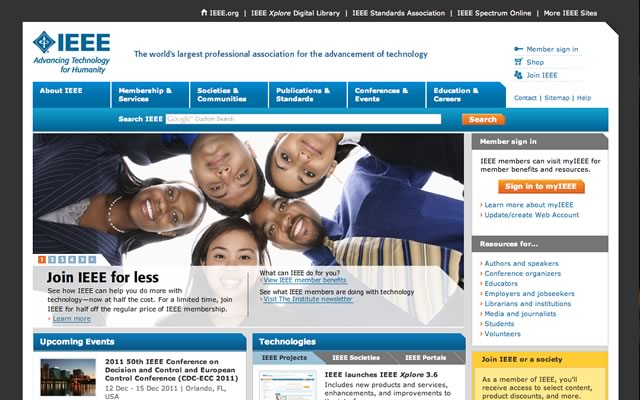 IEEE.org | IEEE Xplore Digital Library | IEEE Standards Association | IEEE Spectrum Online | More IEEE Sites
IEEE
Advancing Technology
for Humanity
The world's largest professional association for the advancement of technology
Member sign in
Shop
Join IEEE
Contact | Sitemap | Help
About IEEE
Membership &
Services
Societies &
Communities
Publications &
Standards
Conferences &
Events
Education &
Careers
Search IEEE
Google™ Custom Search
Search
1 2 3 4 5
Join IEEE for less
See how IEEE can help you do more with
technology—now at half the cost. For a limited time, join
IEEE for half off the regular price of IEEE membership.
Learn more
What can IEEE do for you?
View IEEE member benefits
See what IEEE members are doing with technology
Visit The Institute newsletter
Member sign in
IEEE members can visit myIEEE for
member benefits and resources.
Sign in to myIEEE
Learn more about myIEEE
Update/create Web Account
Resources for...
Authors and speakers
Conference organizers
Educators
Employers and jobseekers
Librarians and institutions
Media and journalists
Students
Volunteers
Upcoming Events
2011 50th IEEE Conference on
Decision and Control and European
Control Conference (CDC-ECC 2011)
12 Dec - 15 Dec 2011 | Orlando, FL,
USA
Technologies
IEEE Projects
IEEE Societies
IEEE Portals
IEEE launches IEEE Xplore 3.6
Includes new products and services,
enhancements, and improvements to
Join IEEE or a society
As a member of IEEE, you'll
receive access to select content,
product discounts, and more.